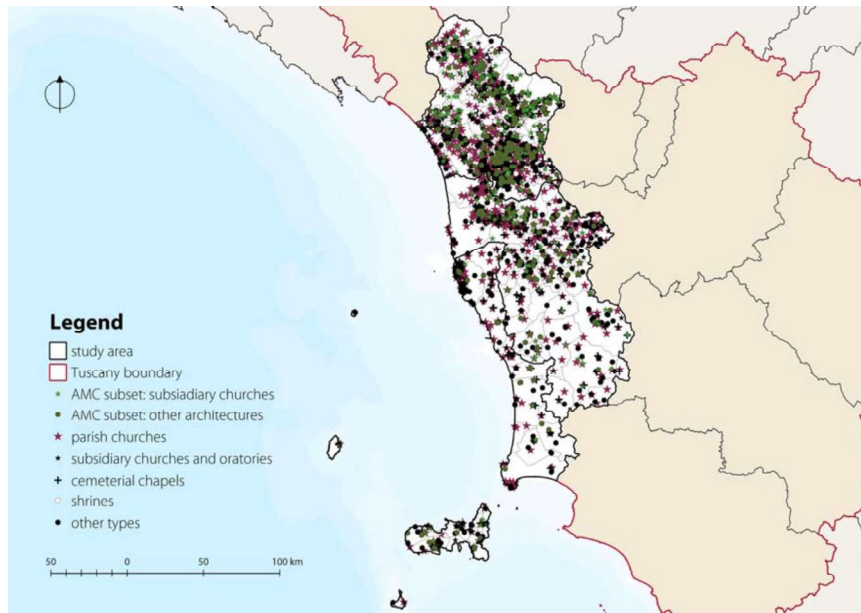 Legend
study area
Tuscany boundary
AMC subset: subsiadiary churches
AMC subset: other architectures
parish churches
subsidiary churches and oratories
cemeterial chapels
shrines
other types
50 0 50 100 km